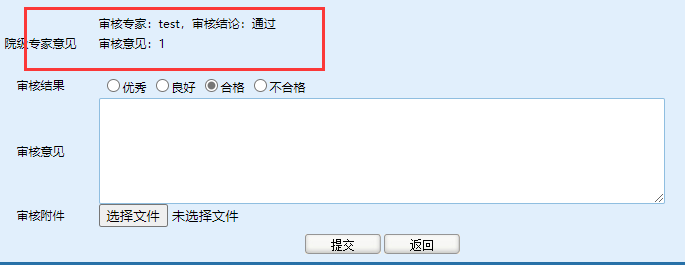 审核专家：test，审核结论：通过
院级专家意见 审核意见：1
审核结果 优秀 良好 合格 不合格
审核意见
审核附件 选择文件 未选择文件
提交 返回